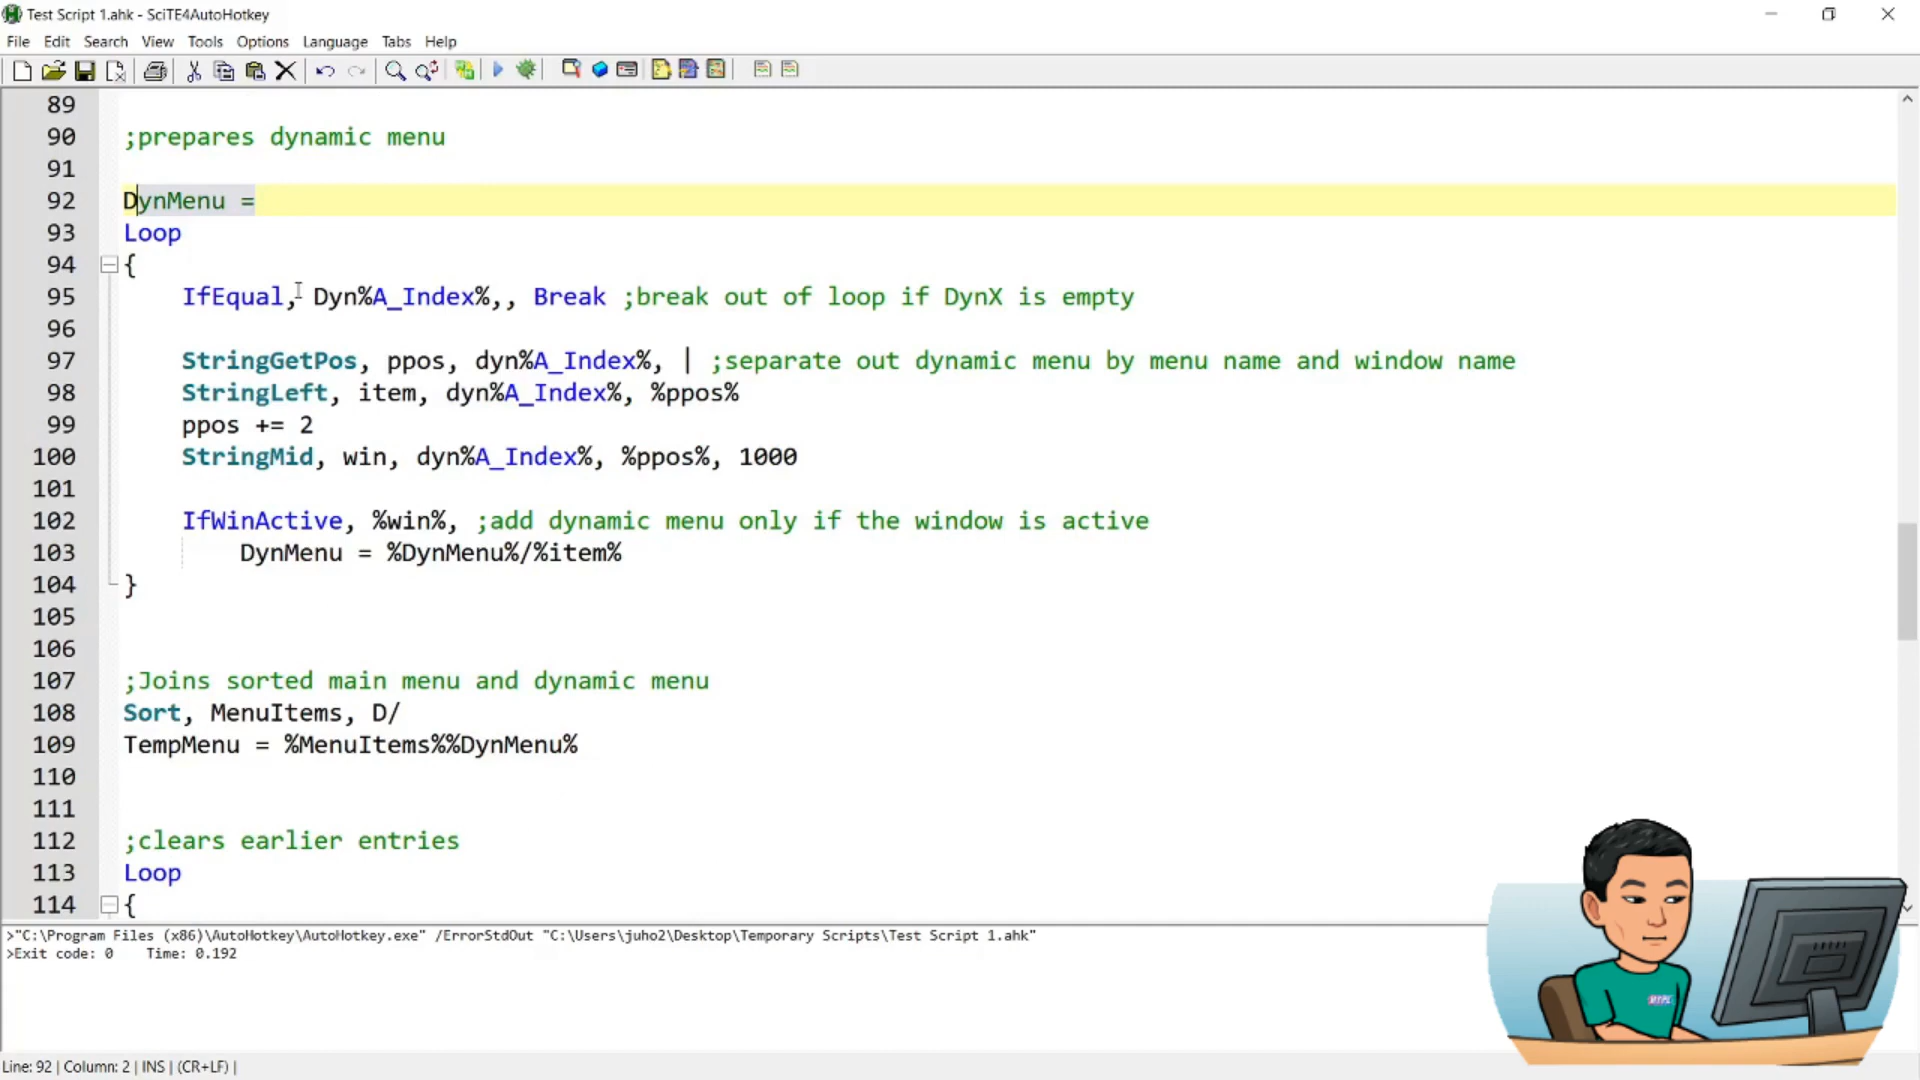 Test Script 1.ahk - SciTE4AutoHotkey
File Edit Search View Tools Options Language Tabs Help
89
90 ;prepares dynamic menu
91
92 DynMenu =
93 Loop
94 {
95 IfEqual, Dyn%A_Index%,, Break ;break out of loop if DynX is empty
96
97 StringGetPos, ppos, dyn%A_Index%, | ;separate out dynamic menu by menu name and window name
98 StringLeft, item, dyn%A_Index%, %ppos%
99 ppos += 2
100 StringMid, win, dyn%A_Index%, %ppos%, 1000
101
102 IfWinActive, %win%, ;add dynamic menu only if the window is active
103 DynMenu = %DynMenu%/%item%
104 }
105
106
107 ;Joins sorted main menu and dynamic menu
108 Sort, MenuItems, D/
109 TempMenu = %MenuItems%%DynMenu%
110
111
112 ;clears earlier entries
113 Loop
114 {
>"C:\Program Files (x86)\AutoHotkey\AutoHotkey.exe" /ErrorStdOut "C:\Users\juho2\Desktop\Temporary Scripts\Test Script 1.ahk"
>Exit code: 0 Time: 0.192
Line: 92 | Column: 2 | INS | (CR+LF) |